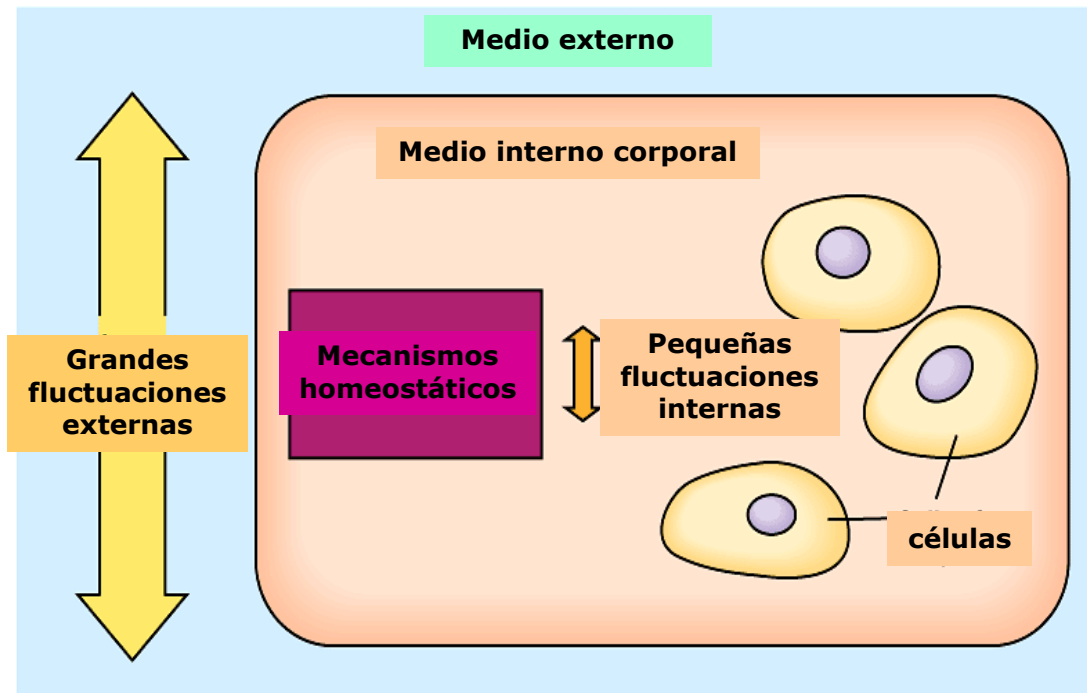 Medio externo
Medio interno corporal
Grandes
fluctuaciones
externas
Mecanismos
homeostáticos
Pequeñas
fluctuaciones
internas
células